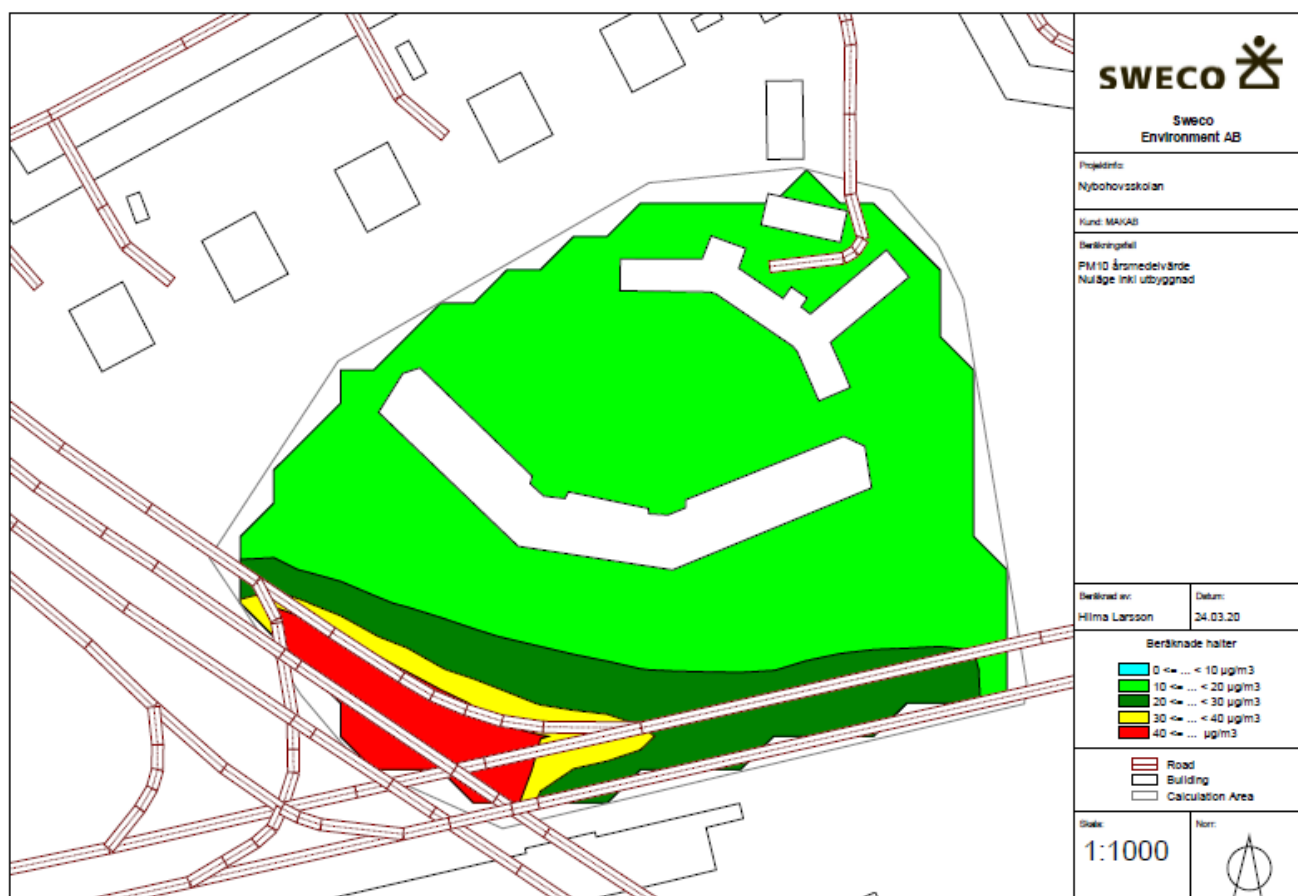 SWECO
Sweco
Environment AB
Projektinfo:
Nybohovsskolan
Kund: MAKAB
Beräkningsfall
PM10 årsmedelvärde
Nuläge inkl utbyggnad
Beräknad av:
Hilma Larsson
Datum:
24.03.20
Beräknade halter
0 <= ... < 10 µg/m3
10 <= ... < 20 µg/m3
20 <= ... < 30 µg/m3
30 <= ... < 40 µg/m3
40 <= ... µg/m3
Road
Building
Calculation Area
Skala:
1:1000
Norr: